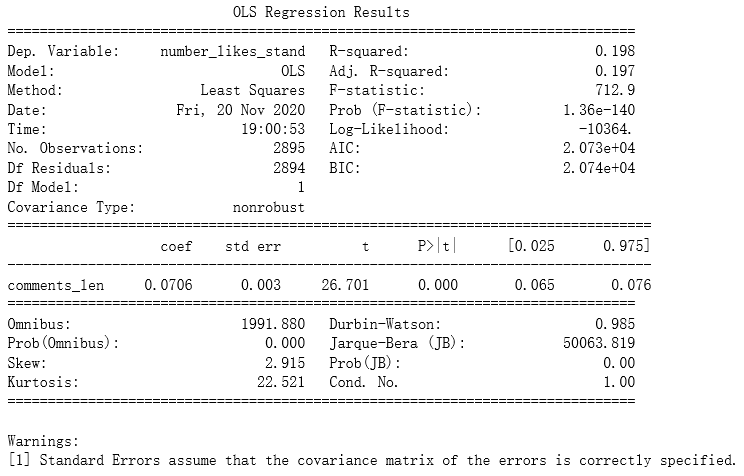 OLS Regression Results
==============================================================================
Dep. Variable: number_likes_stand R-squared: 0.198
Model: OLS Adj. R-squared: 0.197
Method: Least Squares F-statistic: 712.9
Date: Fri, 20 Nov 2020 Prob (F-statistic): 1.36e-140
Time: 19:00:53 Log-Likelihood: -10364.
No. Observations: 2895 AIC: 2.073e+04
Df Residuals: 2894 BIC: 2.074e+04
Df Model: 1
Covariance Type: nonrobust
================================================================================
coef std err t P>|t| [0.025 0.975]
--------------------------------------------------------------------------------
comments_len 0.0706 0.003 26.701 0.000 0.065 0.076
==============================================================================
Omnibus: 1991.880 Durbin-Watson: 0.985
Prob(Omnibus): 0.000 Jarque-Bera (JB): 50063.819
Skew: 2.915 Prob(JB): 0.00
Kurtosis: 22.521 Cond. No. 1.00
==============================================================================
Warnings:
[1] Standard Errors assume that the covariance matrix of the errors is correctly specified.